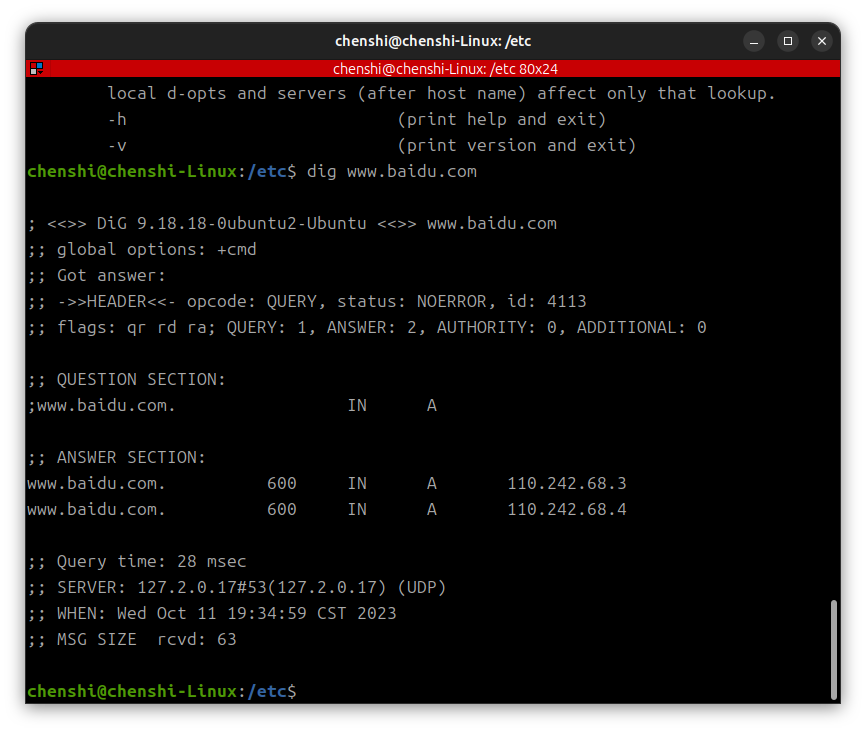 chenshi@chenshi-Linux: /etc
chenshi@chenshi-Linux: /etc 80x24
        local d-opts and servers (after host name) affect only that lookup.
        -h                           (print help and exit)
        -v                           (print version and exit)
chenshi@chenshi-Linux:/etc$ dig www.baidu.com

; <<>> DiG 9.18.18-0ubuntu2-Ubuntu <<>> www.baidu.com
;; global options: +cmd
;; Got answer:
;; ->>HEADER<<- opcode: QUERY, status: NOERROR, id: 4113
;; flags: qr rd ra; QUERY: 1, ANSWER: 2, AUTHORITY: 0, ADDITIONAL: 0

;; QUESTION SECTION:
;www.baidu.com.                 IN      A

;; ANSWER SECTION:
www.baidu.com.          600     IN      A       110.242.68.3
www.baidu.com.          600     IN      A       110.242.68.4

;; Query time: 28 msec
;; SERVER: 127.2.0.17#53(127.2.0.17) (UDP)
;; WHEN: Wed Oct 11 19:34:59 CST 2023
;; MSG SIZE  rcvd: 63

chenshi@chenshi-Linux:/etc$